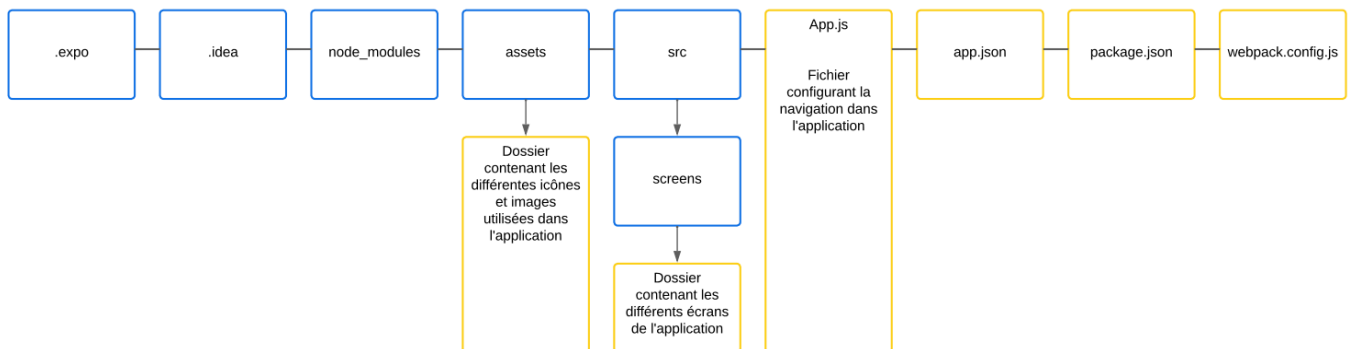 .expo
.idea
node_modules
assets
src
App.js
Fichier
configurant la
navigation dans
l'application
app.json
package.json
webpack.config.js
Dossier
contenant les
différentes icônes
et images
utilisées dans
l'application
screens
Dossier
contenant les
différents écrans
de l'application